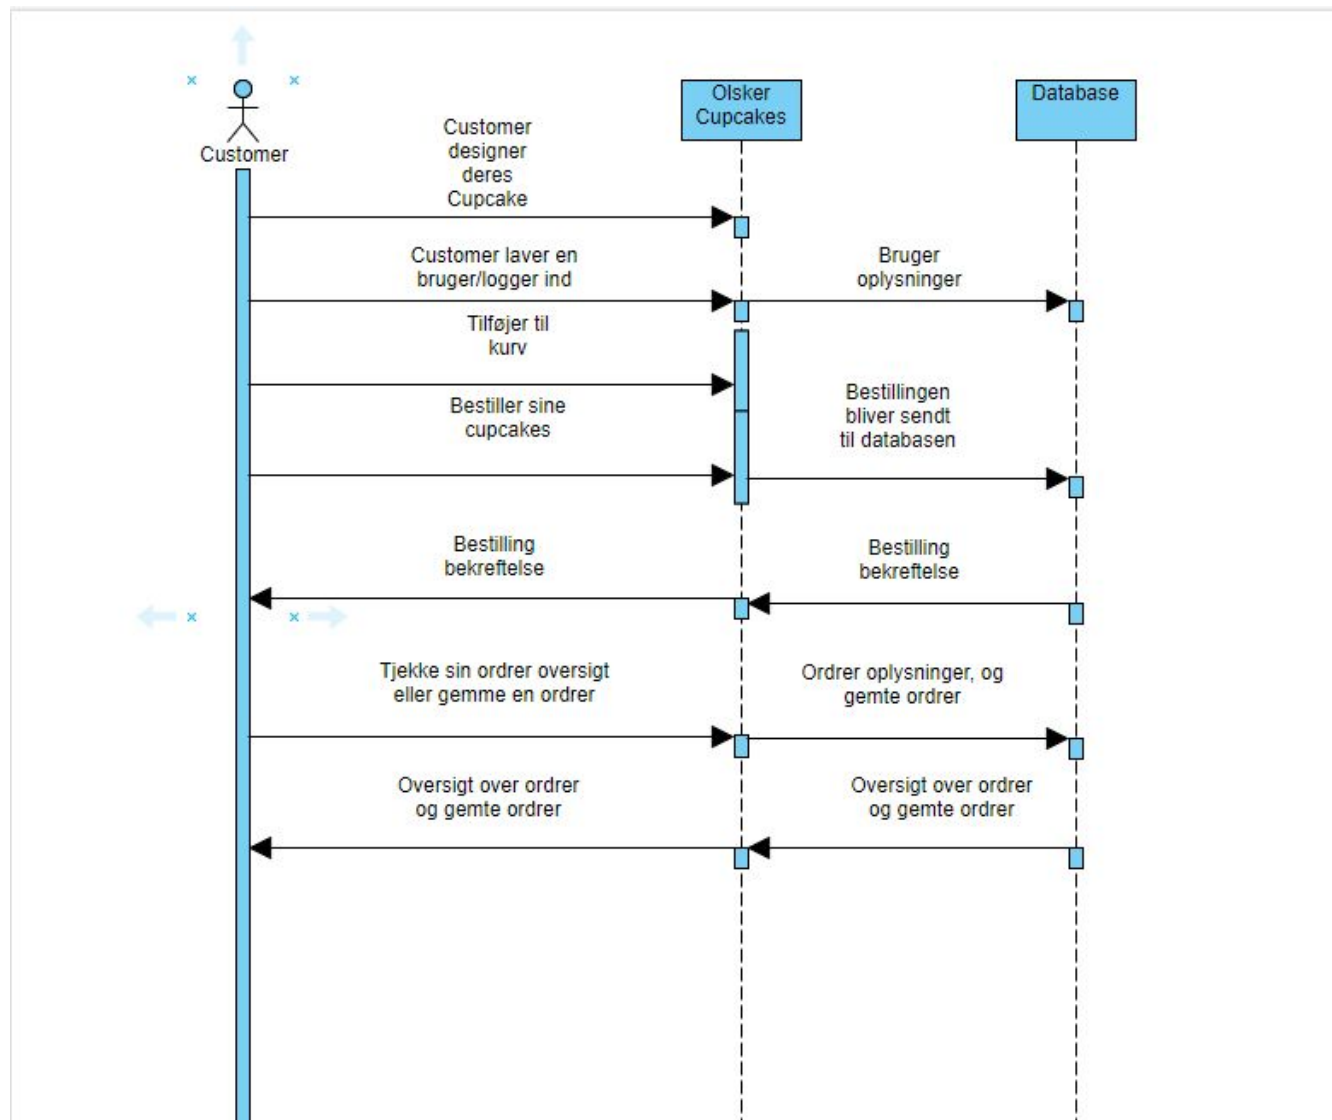 Customer
Olsker
Cupcakes
Database
Customer
designer
deres
Cupcake
Customer laver en
bruger/logger ind
Bruger
oplysninger
Tilføjer til
kurv
Bestiller sine
cupcakes
Bestillingen
bliver sendt
til databasen
Bestilling
bekreftelse
Bestilling
bekreftelse
Tjekke sin ordrer oversigt
eller gemme en ordrer
Ordrer oplysninger, og
gemte ordrer
Oversigt over ordrer
og gemte ordrer
Oversigt over ordrer
og gemte ordrer